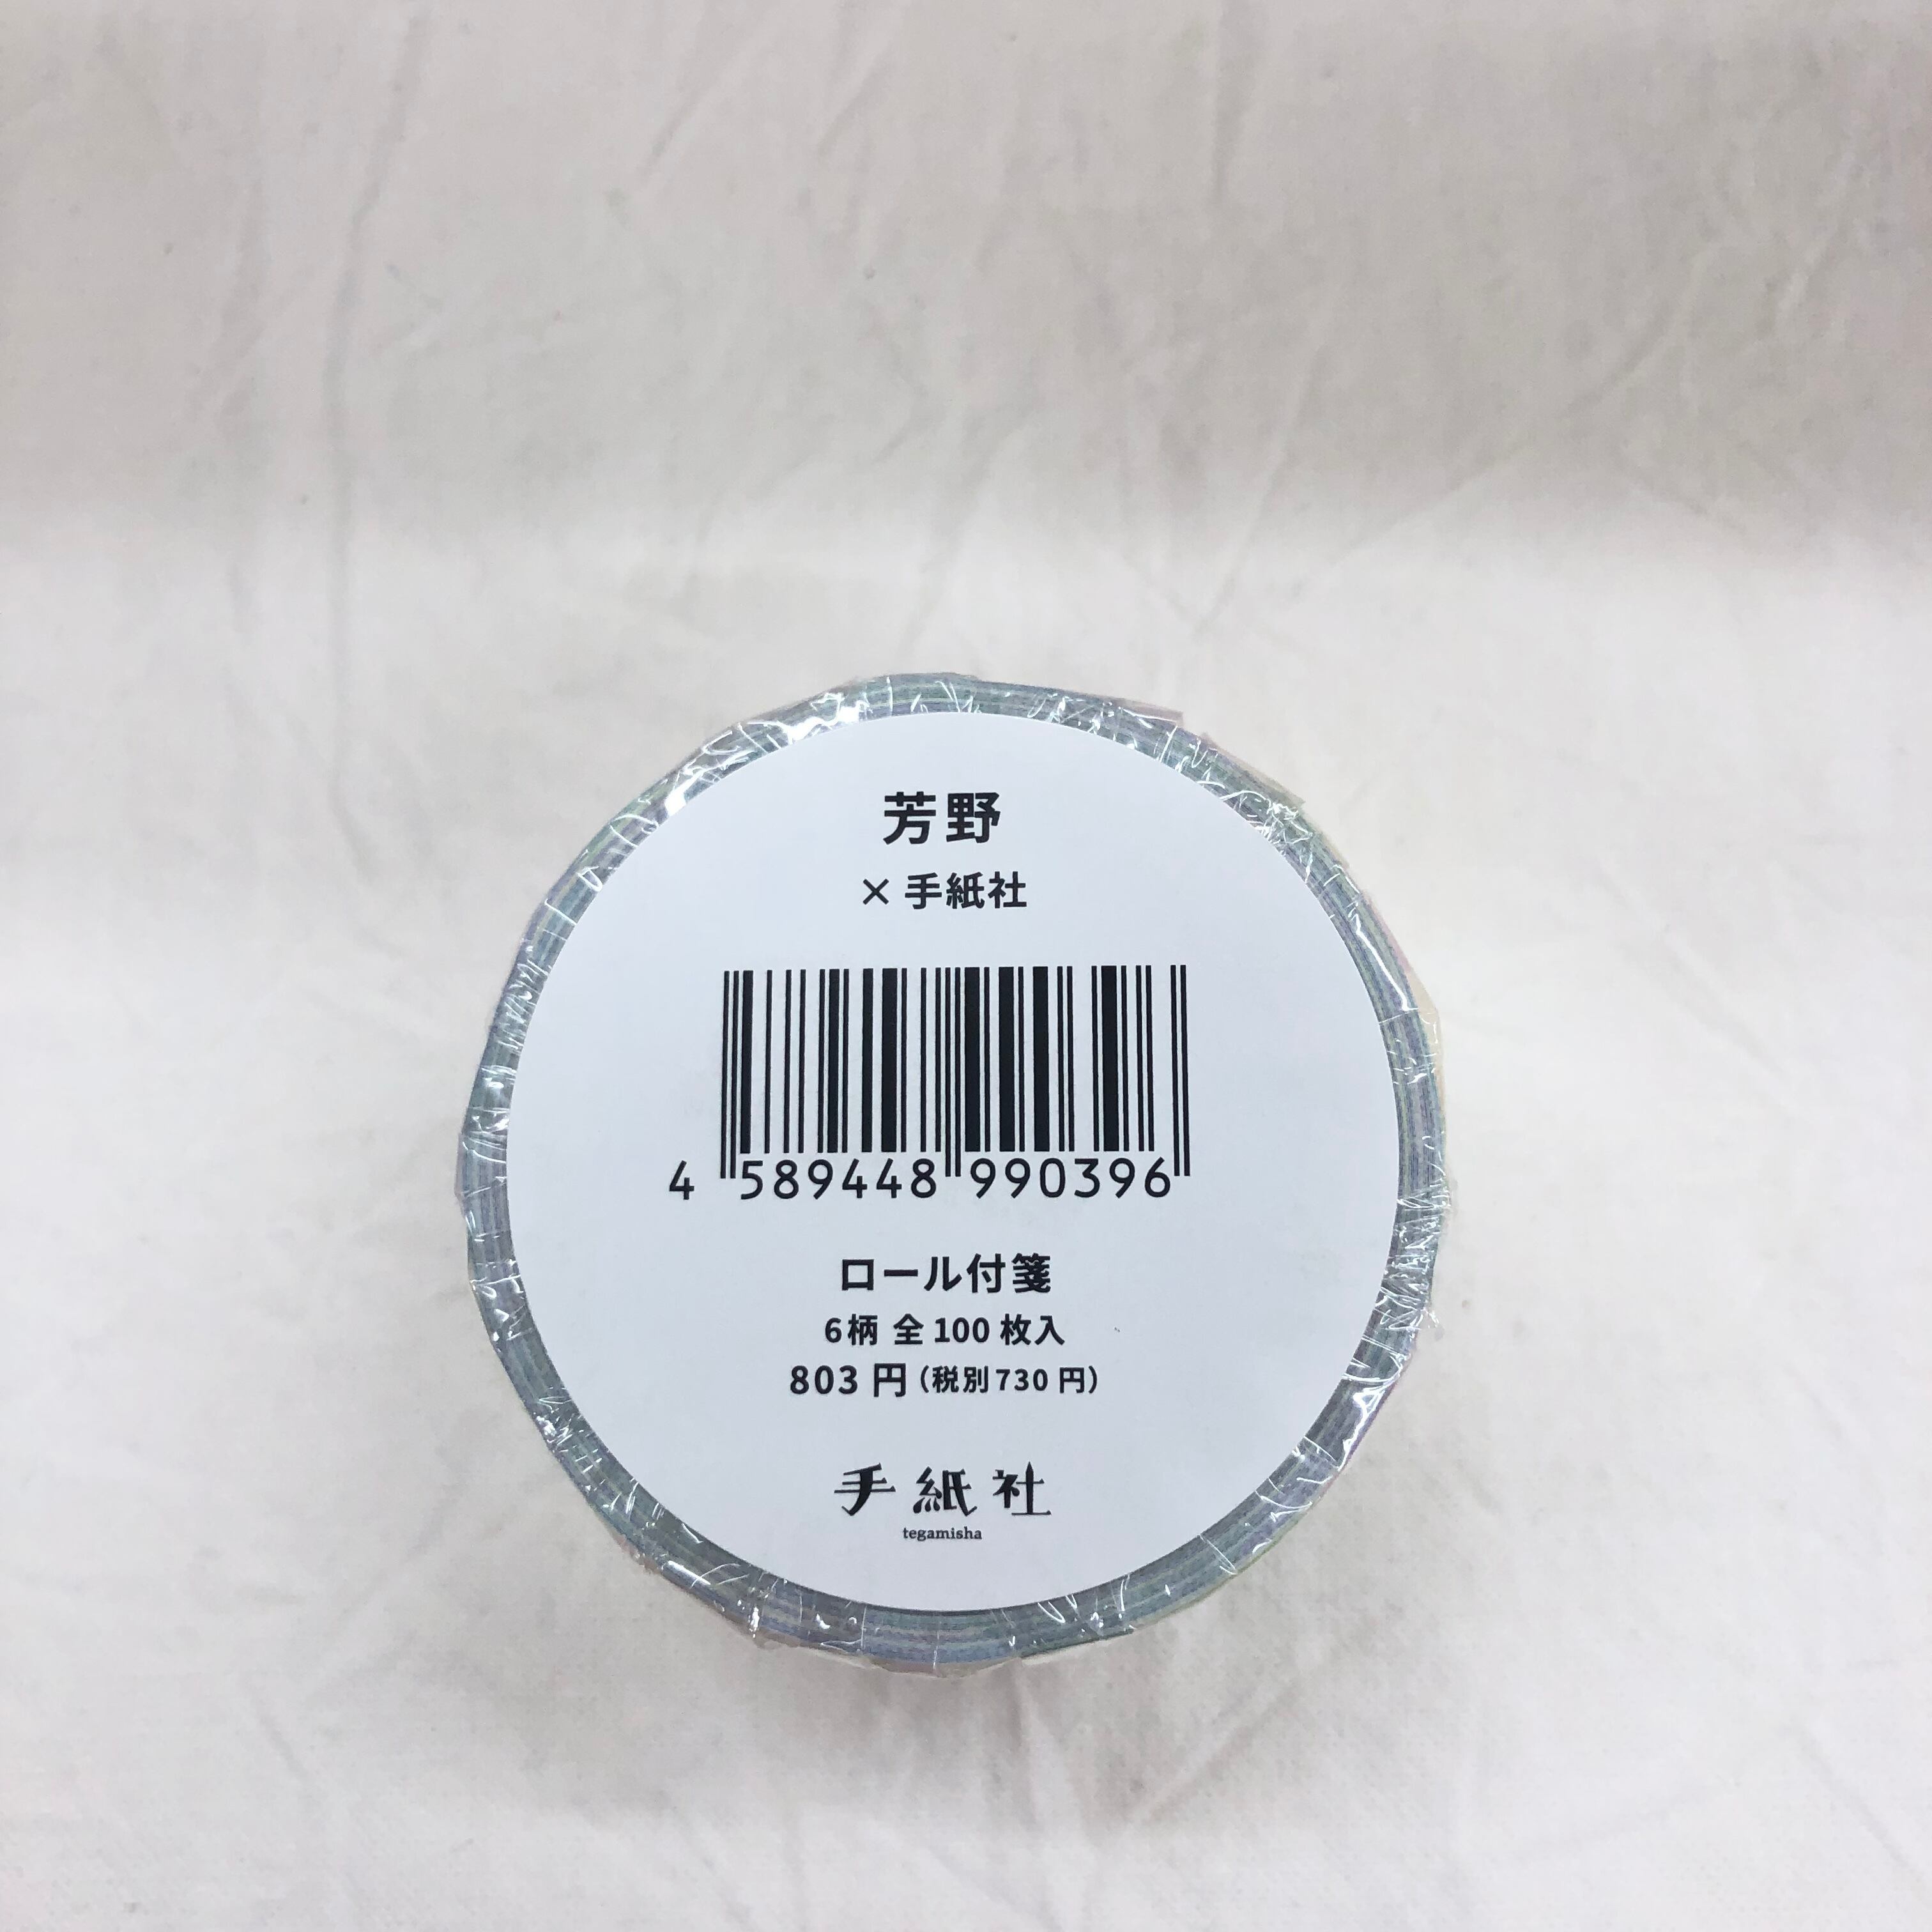 芳野
× 手紙社
4 589448 990396
ロール付箋
6柄 全100枚入
803円(税別730円)
手紙社
tegamisha